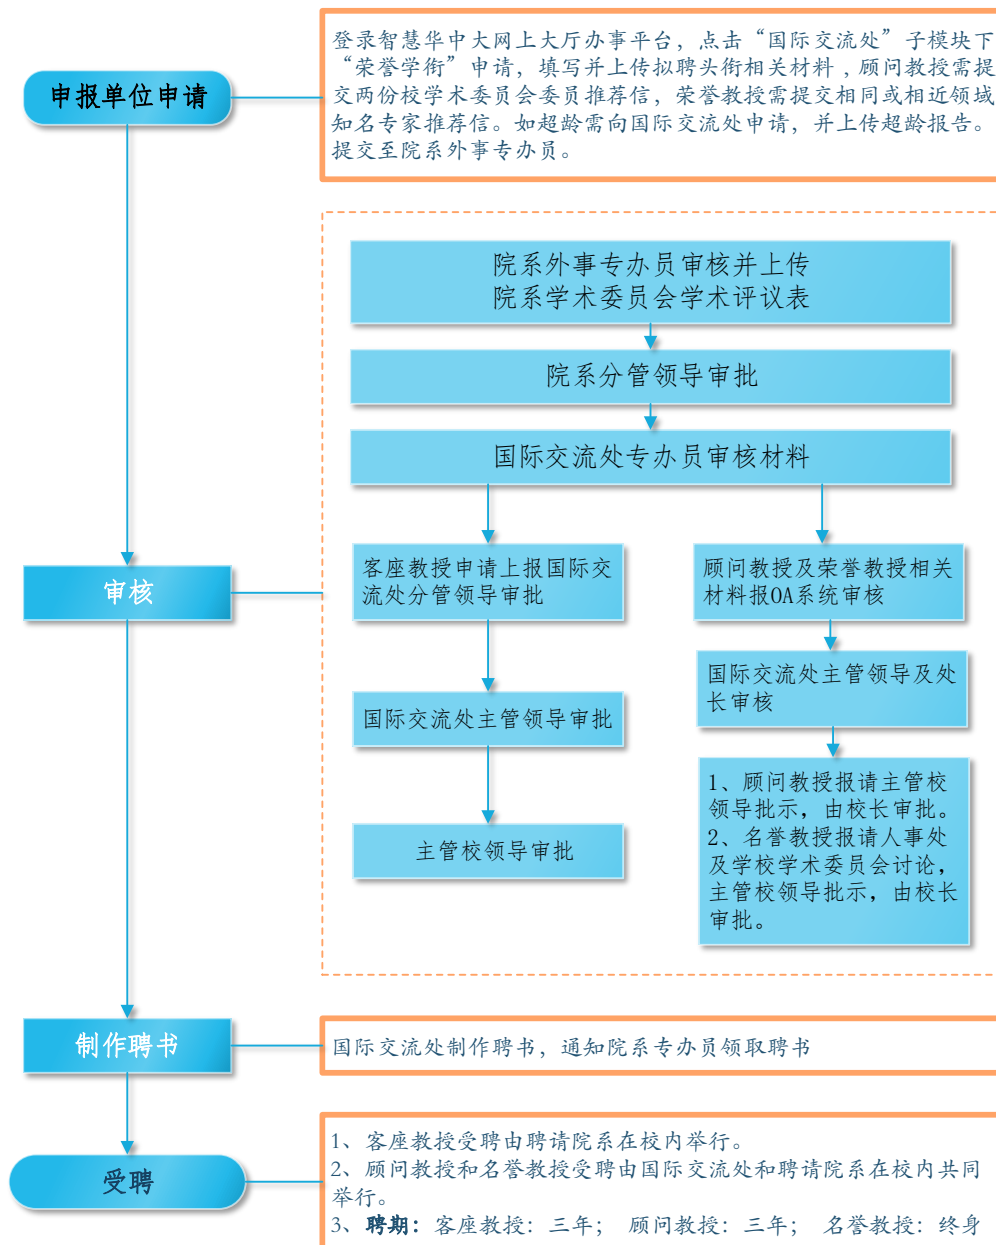 申报单位申请
登录智慧华中大网上大厅办事平台，点击“国际交流处”子模块下
“荣誉学衔”申请，填写并上传拟聘头衔相关材料，顾问教授需提
交两份校学术委员会委员推荐信，荣誉教授需提交相同或相近领域
知名专家推荐信。如超龄需向国际交流处申请，并上传超龄报告。
提交至院系外事专办员。
院系外事专办员审核并上传
院系学术委员会学术评议表
院系分管领导审批
国际交流处专办员审核材料
审核
客座教授申请上报国际交
流处分管领导审批
国际交流处主管领导审批
主管校领导审批
顾问教授及荣誉教授相关
材料报OA系统审核
国际交流处主管领导及处
长审核
1、顾问教授报请主管校
领导批示，由校长审批。
2、名誉教授报请人事处
及学校学术委员会讨论，
主管校领导批示，由校长
审批。
制作聘书
国际交流处制作聘书，通知院系专办员领取聘书
受聘
1、客座教授受聘由聘请院系在校内举行。
2、顾问教授和名誉教授受聘由国际交流处和聘请院系在校内共同
举行。
3、聘期：客座教授：三年； 顾问教授：三年； 名誉教授：终身